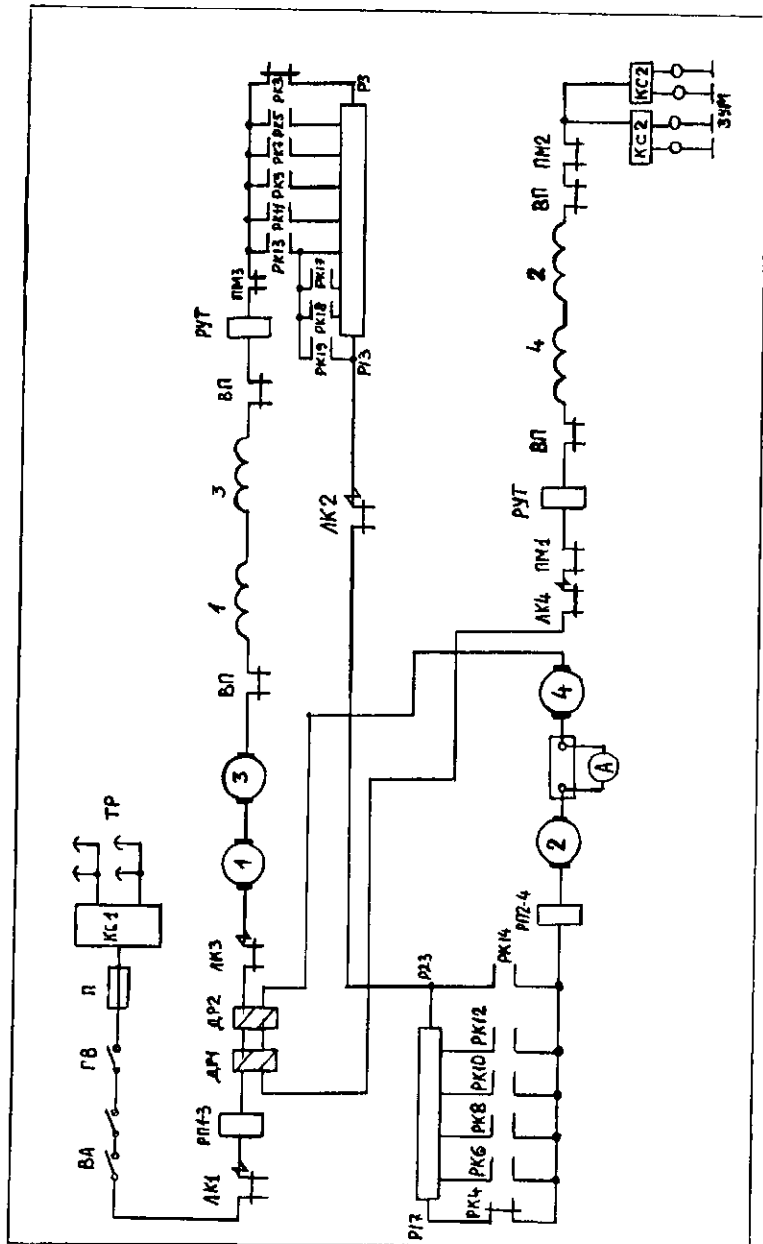 ВА
ГВ
П
КС1
ТР
ЛК1
РП1-3
ДР1
ДР2
ЛК3
1
3
ВП
1
3
ВП
РУТ
ПМ3
РК13
РК11
РК9
РК7
РК5
РК3
РК19
РК18
РК17
Р13
Р3
ЛК2
Р17
РК4
РК6
РК8
РК10
РК12
Р23
РК14
РП2-4
2
А
4
ЛК4
ПМ1
РУТ
ВП
4
2
ВП
ПМ2
КС2
КС2
ЗУМ